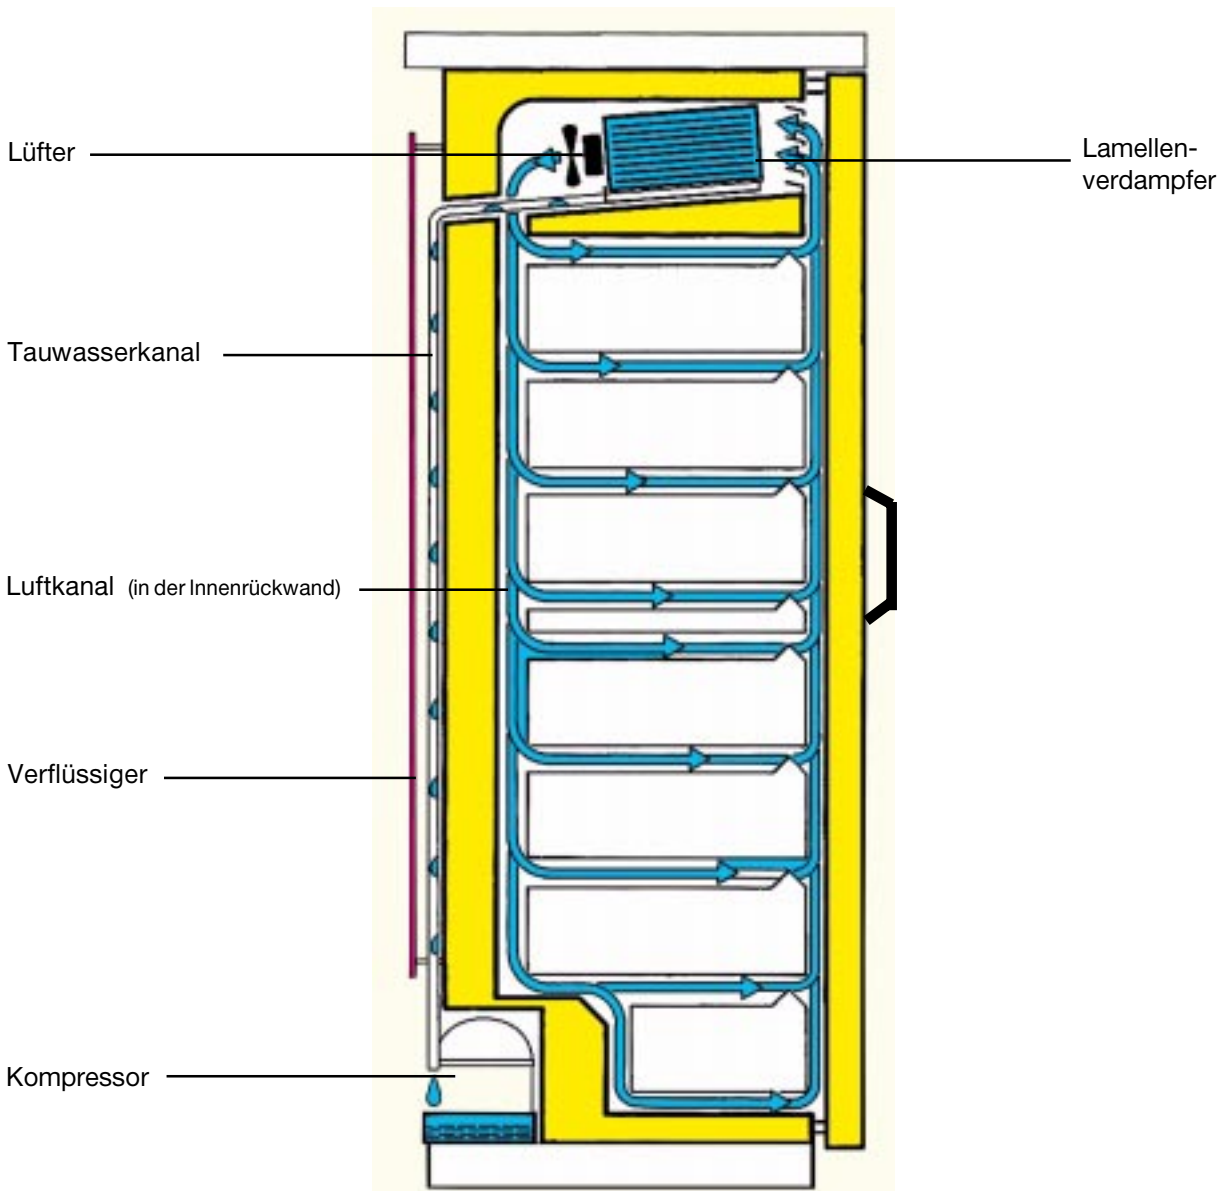 Lüfter
Lamellen-
verdampfer
Tauwasserkanal
Luftkanal (in der Innenrückwand)
Verflüssiger
Kompressor